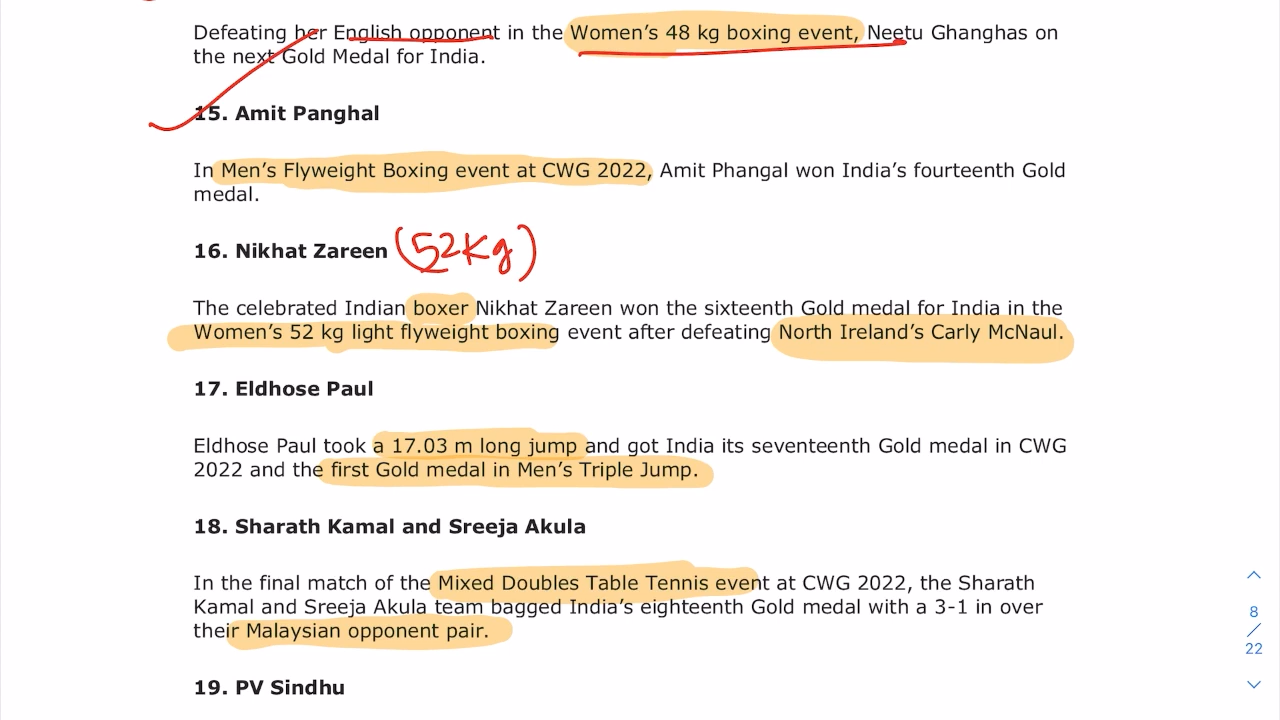 Defeating her English opponent in the Women’s 48 kg boxing event, Neetu Ghanghas on
the next Gold Medal for India.
15. Amit Panghal
In Men’s Flyweight Boxing event at CWG 2022, Amit Phangal won India’s fourteenth Gold
medal.
16. Nikhat Zareen (52Kg)
The celebrated Indian boxer Nikhat Zareen won the sixteenth Gold medal for India in the
Women’s 52 kg light flyweight boxing event after defeating North Ireland’s Carly McNaul.
17. Eldhose Paul
Eldhose Paul took a 17.03 m long jump and got India its seventeenth Gold medal in CWG
2022 and the first Gold medal in Men’s Triple Jump.
18. Sharath Kamal and Sreeja Akula
In the final match of the Mixed Doubles Table Tennis event at CWG 2022, the Sharath
Kamal and Sreeja Akula team bagged India’s eighteenth Gold medal with a 3-1 in over
their Malaysian opponent pair.
19. PV Sindhu
8
/
22